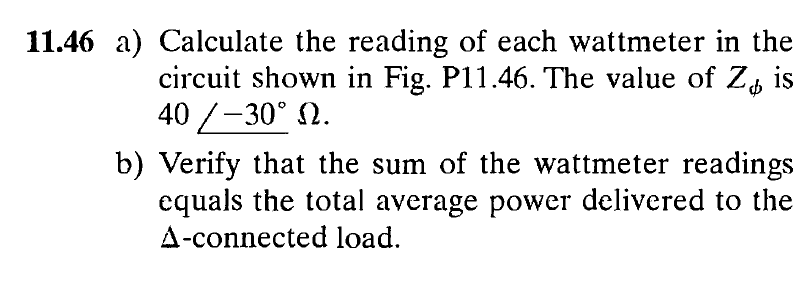 11.46 a) Calculate the reading of each wattmeter in the
circuit shown in Fig. P11.46. The value of Zϕ is
40 ∠−30° Ω.
b) Verify that the sum of the wattmeter readings
equals the total average power delivered to the
Δ-connected load.